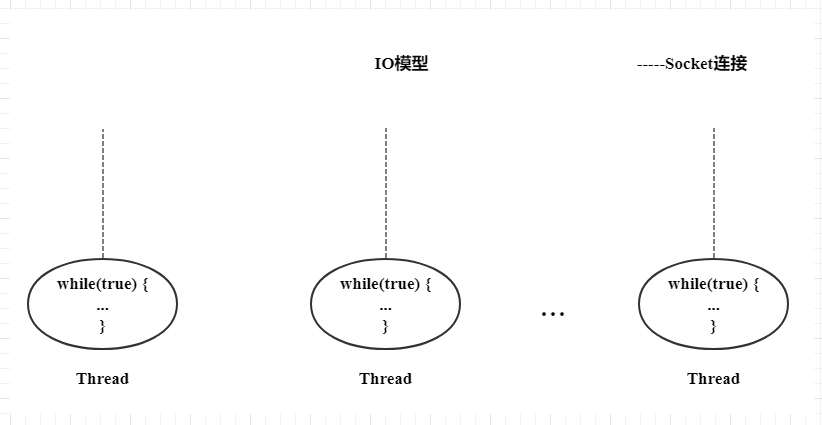 IO模型
-----Socket连接
while(true) {
...
}
while(true) {
...
}
...
while(true) {
...
}
Thread
Thread
Thread